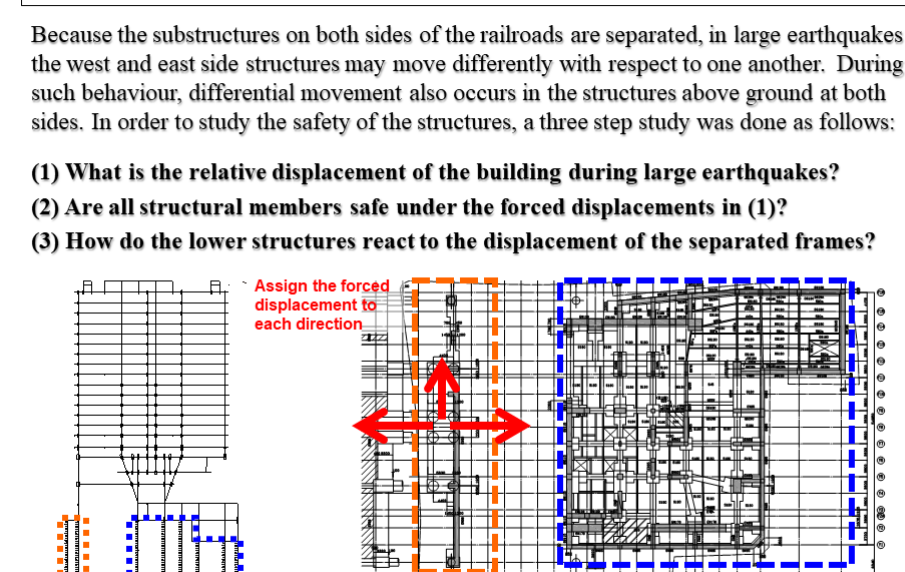 Because the substructures on both sides of the railroads are separated, in large earthquakes
the west and east side structures may move differently with respect to one another. During
such behaviour, differential movement also occurs in the structures above ground at both
sides. In order to study the safety of the structures, a three step study was done as follows:
(1) What is the relative displacement of the building during large earthquakes?
(2) Are all structural members safe under the forced displacements in (1)?
(3) How do the lower structures react to the displacement of the separated frames?
Assign the forced
displacement to
each direction